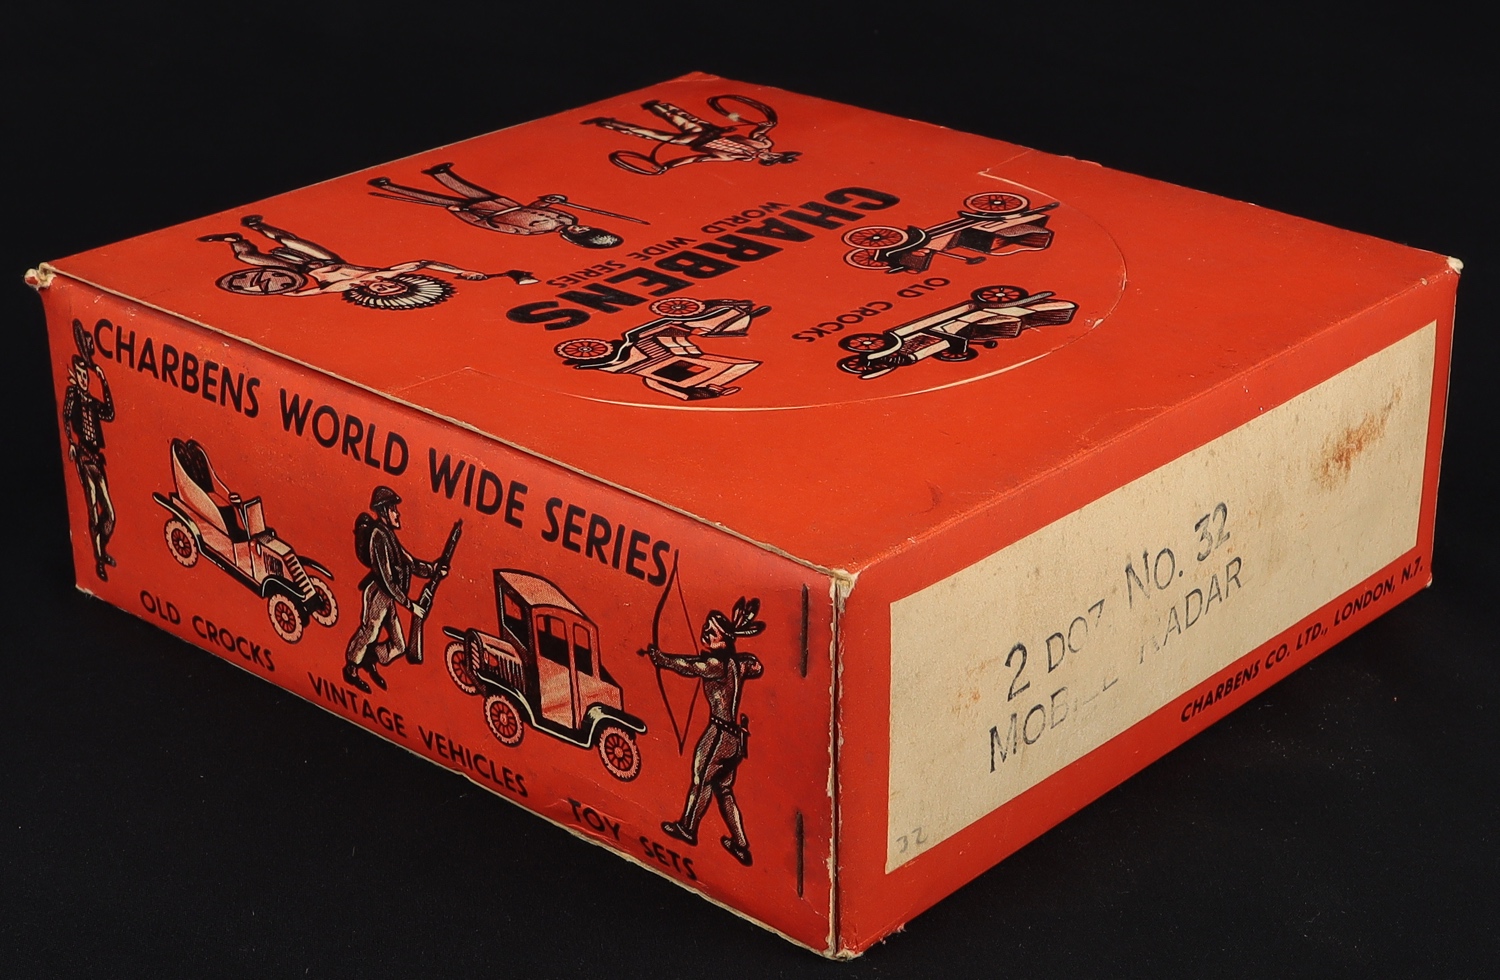 CHARBENS
WORLD WIDE SERIES
OLD CROCKS
CHARBENS WORLD WIDE SERIES
OLD CROCKS VINTAGE VEHICLES TOY SETS
2 DOZ NO. 32
MOBILE RADAR
CHARBENS CO. LTD., LONDON, N.7.
32